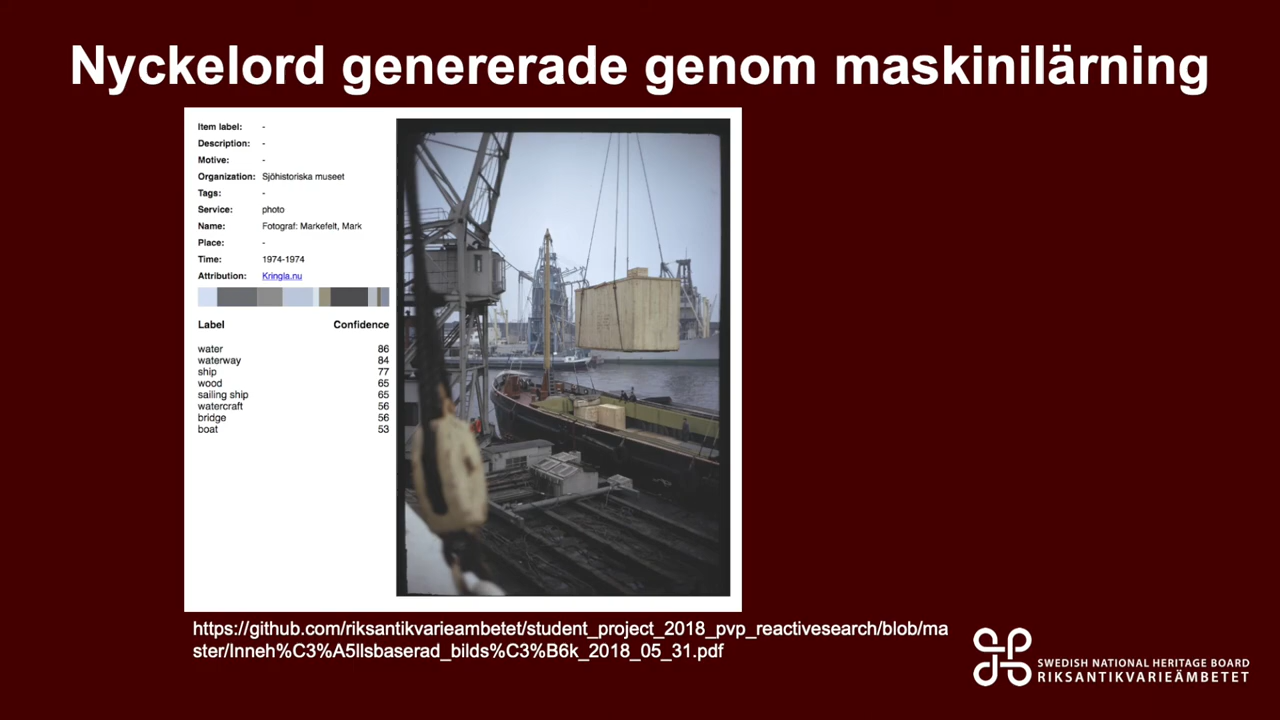 Nyckelord genererade genom maskinilärning
Item label: -
Description: -
Motive: -
Organization: Sjöhistoriska museet
Tags: -
Service: photo
Name: Fotograf: Markefelt, Mark
Place: -
Time: 1974-1974
Attribution: Kringla.nu
Label Confidence
water 86
waterway 84
ship 77
wood 65
sailing ship 65
watercraft 56
bridge 56
boat 53
https://github.com/riksantikvarieambetet/student_project_2018_pvp_reactivesearch/blob/ma
ster/Inneh%C3%A5llsbaserad_bilds%C3%B6k_2018_05_31.pdf
SWEDISH NATIONAL HERITAGE BOARD
RIKSANTIKVARIEÄMBETET